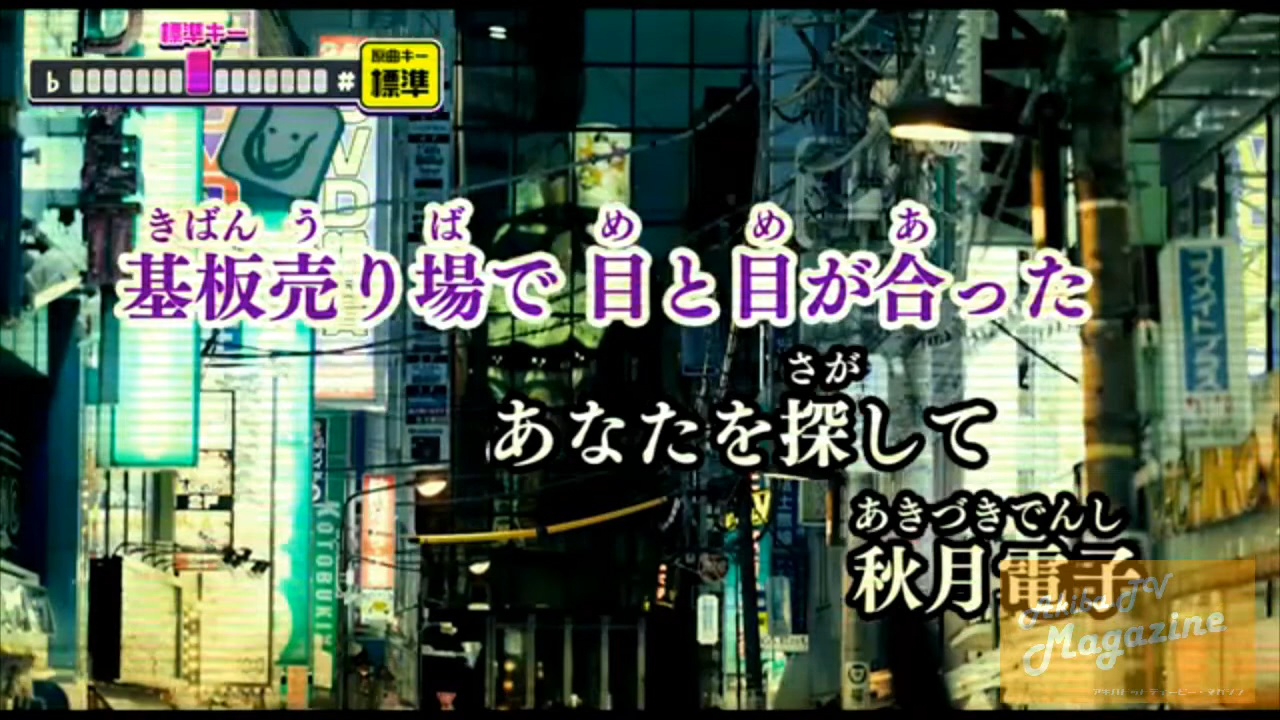 標準キー
♭ #
原曲キー
標準
きばん う ば め め あ
基板売り場で 目と目が合った
さが
あなたを探して
あきづきでんし
秋月電子
KOTOBUKIYA
Akiba TV
Magazine